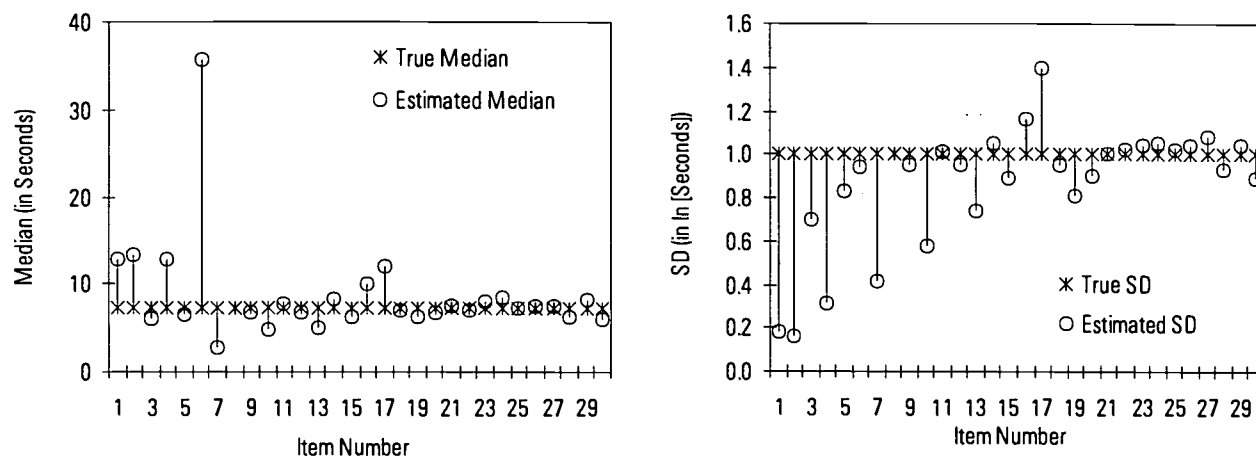 40
30
20
10
0
Median (in Seconds)
True Median
Estimated Median
1 3 5 7 9 11 13 15 17 19 21 23 25 27 29
Item Number
1.6
1.4
1.2
1.0
0.8
0.6
0.4
0.2
0.0
SD (in ln [Seconds])
True SD
Estimated SD
1 3 5 7 9 11 13 15 17 19 21 23 25 27 29
Item Number